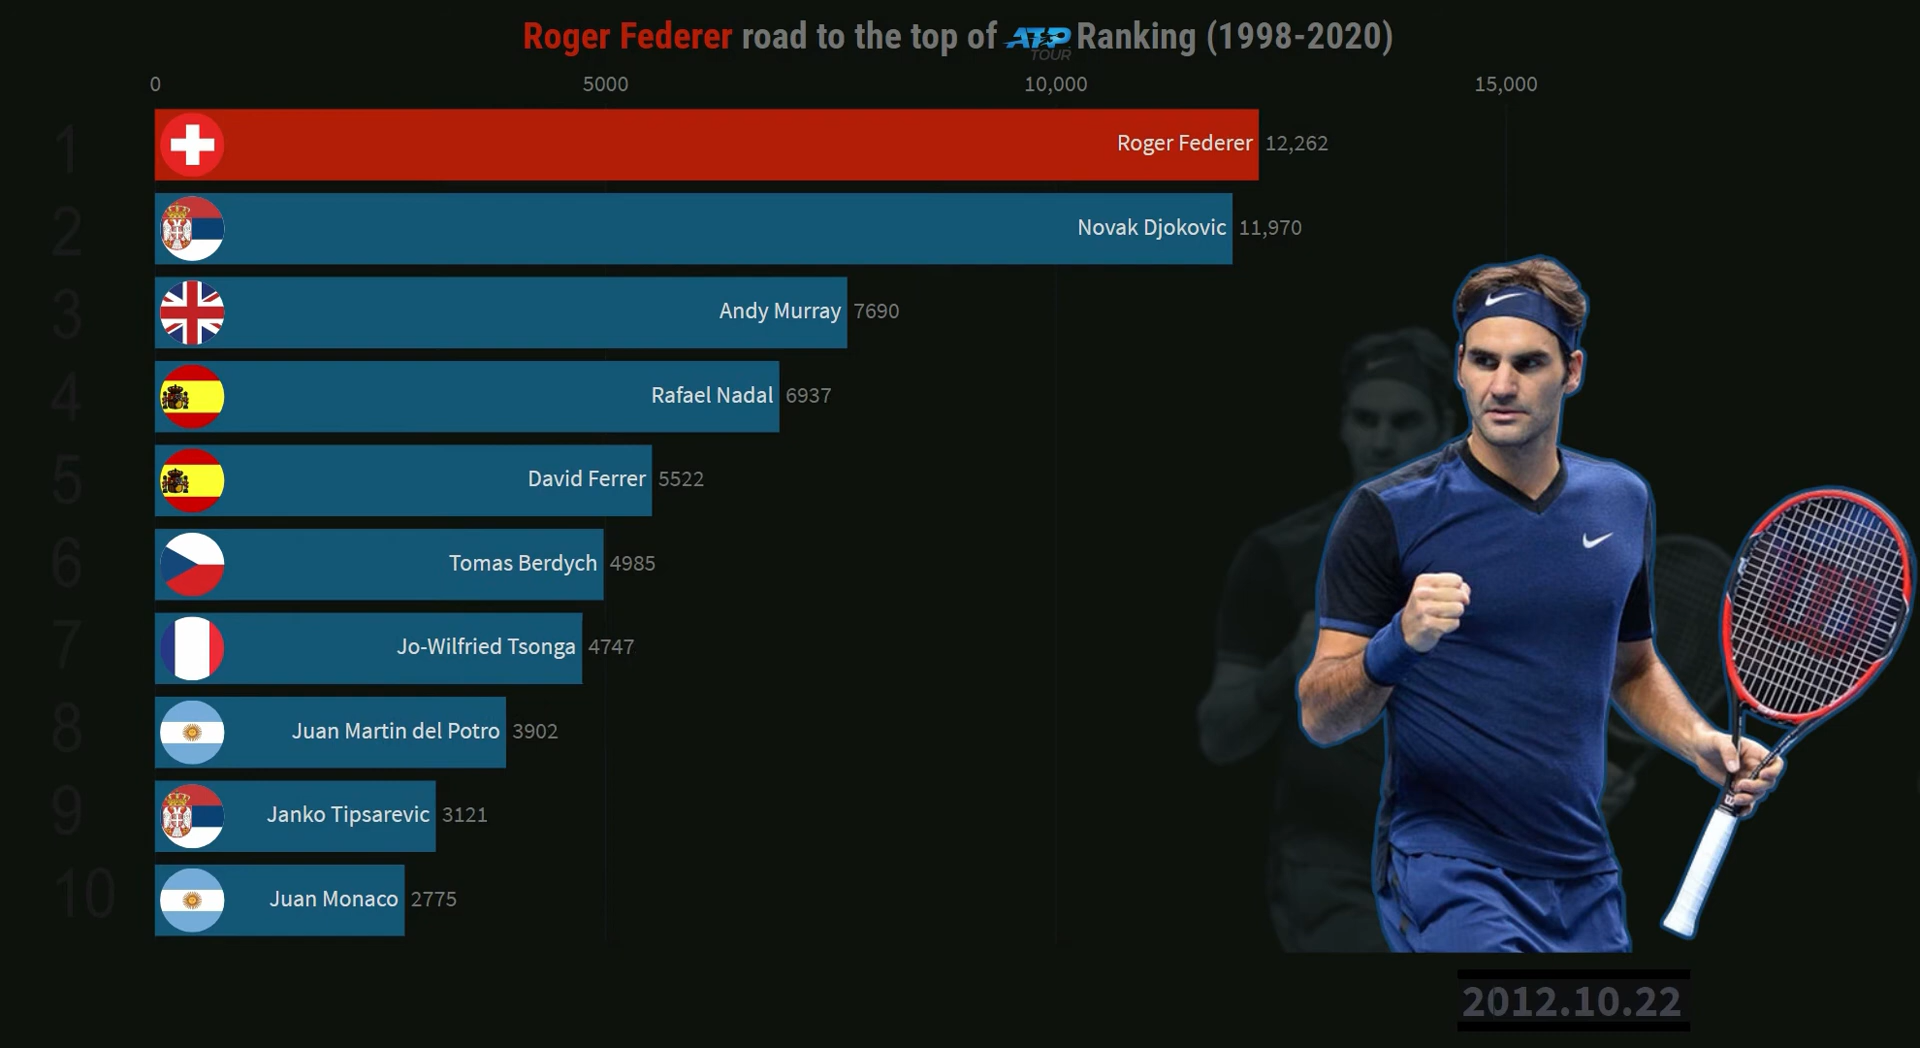 Roger Federer road to the top of ATP TOUR Ranking (1998-2020)
0 5000 10,000 15,000
1 Roger Federer 12,262
2 Novak Djokovic 11,970
3 Andy Murray 7690
4 Rafael Nadal 6937
5 David Ferrer 5522
6 Tomas Berdych 4985
7 Jo-Wilfried Tsonga 4747
8 Juan Martin del Potro 3902
9 Janko Tipsarevic 3121
10 Juan Monaco 2775
2012.10.22